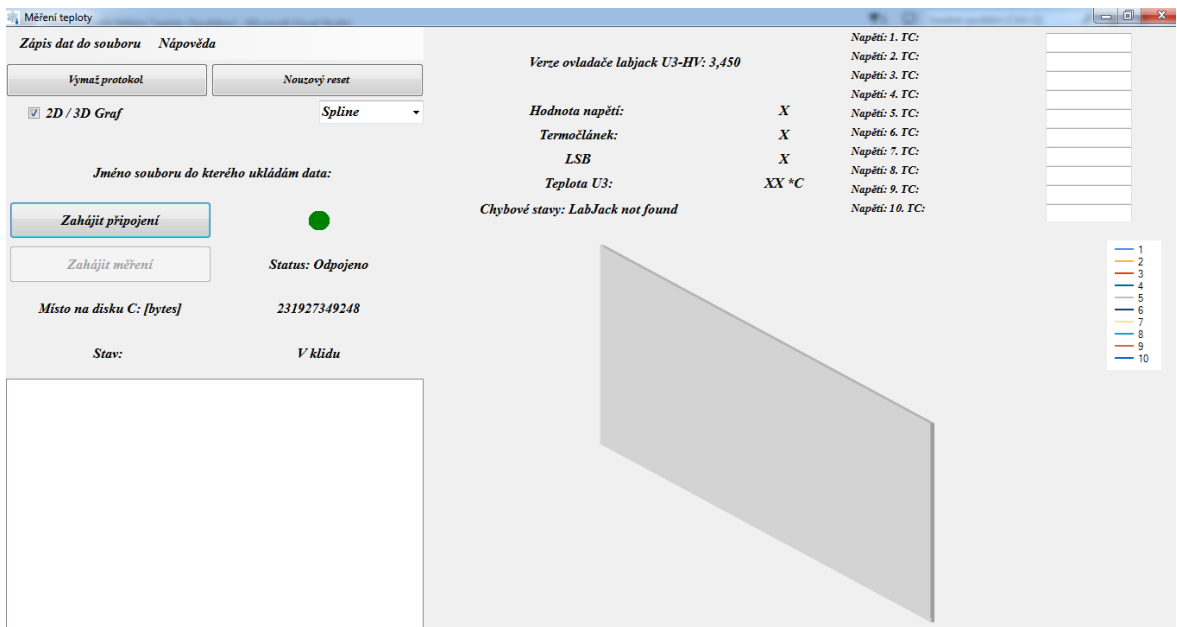 Měření teploty
Zápis dat do souboru Nápověda
Vymaž protokol Nouzový reset
2D / 3D Graf Spline
Jméno souboru do kterého ukládám data:
Zahájit připojení
Zahájit měření Status: Odpojeno
Místo na disku C: [bytes] 231927349248
Stav: V klidu
Verze ovladače labjack U3-HV: 3,450
Hodnota napětí: X
Termočlánek: X
LSB X
Teplota U3: XX *C
Chybové stavy: LabJack not found
Napětí: 1. TC:
Napětí: 2. TC:
Napětí: 3. TC:
Napětí: 4. TC:
Napětí: 5. TC:
Napětí: 6. TC:
Napětí: 7. TC:
Napětí: 8. TC:
Napětí: 9. TC:
Napětí: 10. TC:
1
2
3
4
5
6
7
8
9
10